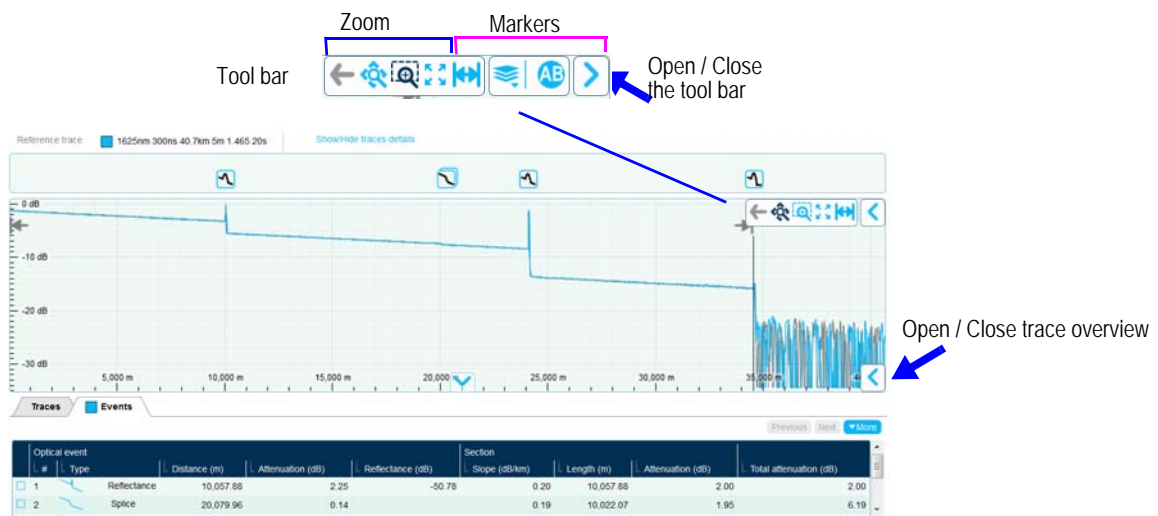 Zoom Markers
Tool bar
AB
Open / Close
the tool bar
Reference trace 1625nm 300ns 40.7km 5m 1.465 20s Show/Hide traces details
0 dB
-10 dB
-20 dB
-30 dB
5,000 m 10,000 m 15,000 m 20,000 25,000 m 30,000 m 35,000 m
Open / Close trace overview
Traces Events
Previous Next More
Optical event Section
# Type Distance (m) Attenuation (dB) Reflectance (dB) Slope (dB/km) Length (m) Attenuation (dB) Total attenuation (dB)
1 Reflectance 10,057.88 2.25 -50.78 0.20 10,057.88 2.00 2.00
2 Splice 20,079.96 0.14 0.19 10,022.07 1.95 6.19